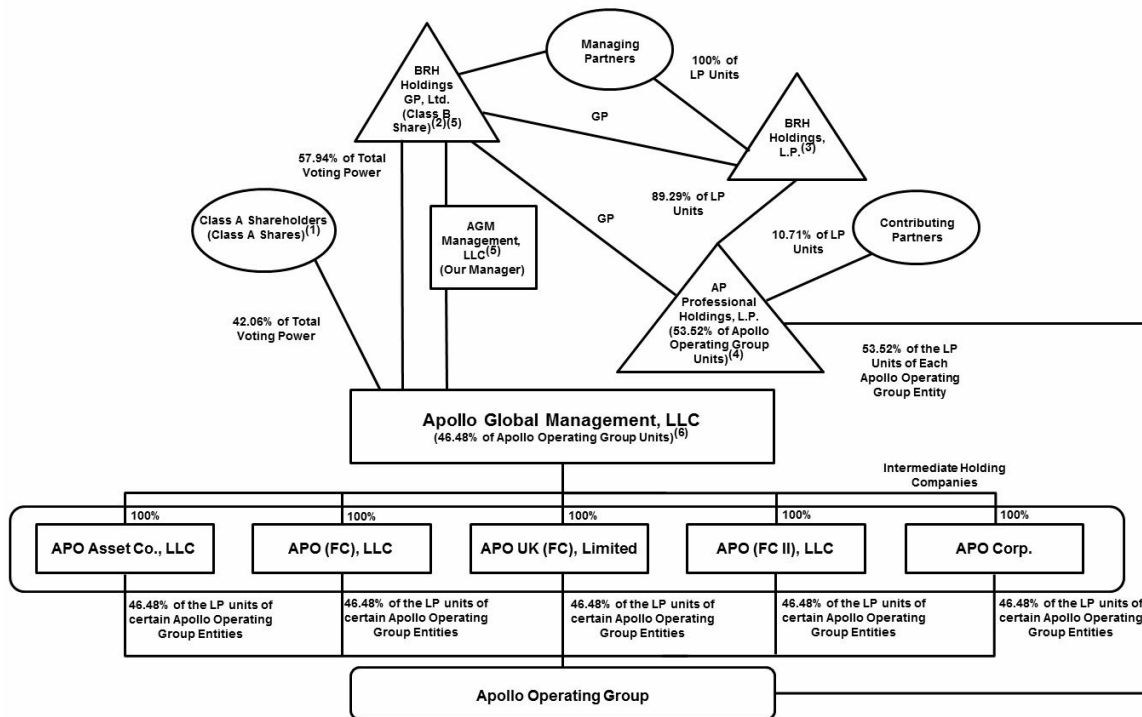 Managing
Partners
BRH
Holdings
GP, Ltd.
(Class B
Share)(2)(5)
100% of
LP Units
GP
BRH
Holdings,
L.P.(3)
57.94% of Total
Voting Power
89.29% of LP
Units
Class A Shareholders
(Class A Shares)(1)
AGM
Management,
LLC(5)
(Our Manager)
GP
10.71% of LP
Units
Contributing
Partners
AP
Professional
Holdings, L.P.
(53.52% of Apollo
Operating Group
Units)(4)
42.06% of Total
Voting Power
53.52% of the LP
Units of Each
Apollo Operating
Group Entity
Apollo Global Management, LLC
(46.48% of Apollo Operating Group Units)(6)
Intermediate Holding
Companies
100%
100%
100%
100%
100%
APO Asset Co., LLC
APO (FC), LLC
APO UK (FC), Limited
APO (FC II), LLC
APO Corp.
46.48% of the LP units of
certain Apollo Operating
Group Entities
46.48% of the LP units of
certain Apollo Operating
Group Entities
46.48% of the LP units of
certain Apollo Operating
Group Entities
46.48% of the LP units of
certain Apollo Operating
Group Entities
46.48% of the LP units of
certain Apollo Operating
Group Entities
Apollo Operating Group